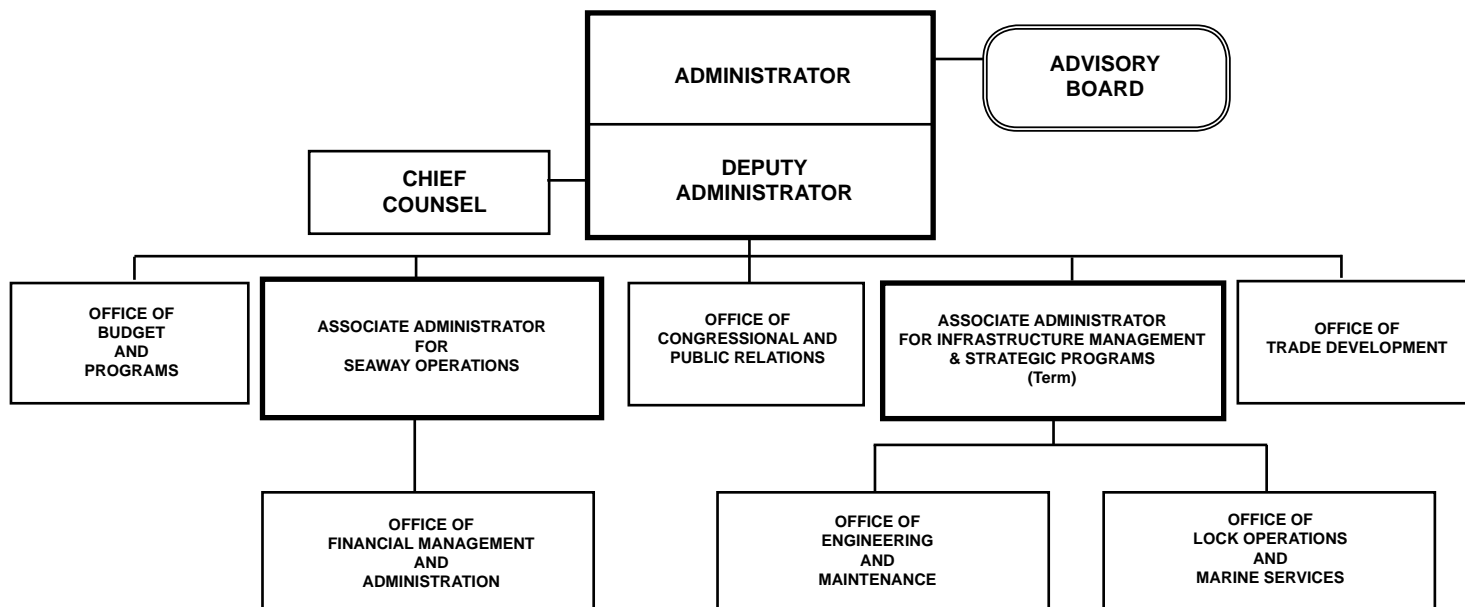 ADMINISTRATOR
ADVISORY
BOARD
DEPUTY
ADMINISTRATOR
CHIEF
COUNSEL
OFFICE OF
BUDGET
AND
PROGRAMS
ASSOCIATE ADMINISTRATOR
FOR
SEAWAY OPERATIONS
OFFICE OF
CONGRESSIONAL AND
PUBLIC RELATIONS
ASSOCIATE ADMINISTRATOR
FOR INFRASTRUCTURE MANAGEMENT
& STRATEGIC PROGRAMS
(Term)
OFFICE OF
TRADE DEVELOPMENT
OFFICE OF
FINANCIAL MANAGEMENT
AND
ADMINISTRATION
OFFICE OF
ENGINEERING
AND
MAINTENANCE
OFFICE OF
LOCK OPERATIONS
AND
MARINE SERVICES